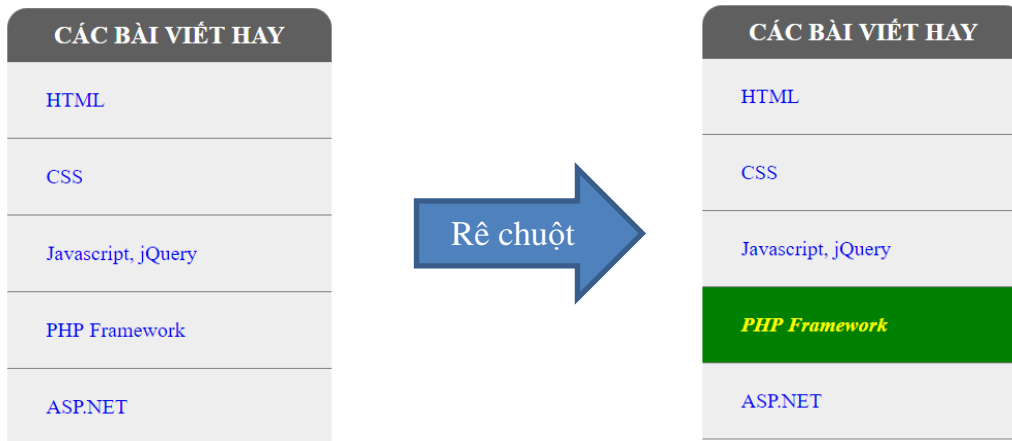 CÁC BÀI VIẾT HAY
HTML
CSS
Javascript, jQuery
PHP Framework
ASP.NET
Rê chuột
CÁC BÀI VIẾT HAY
HTML
CSS
Javascript, jQuery
PHP Framework
ASP.NET